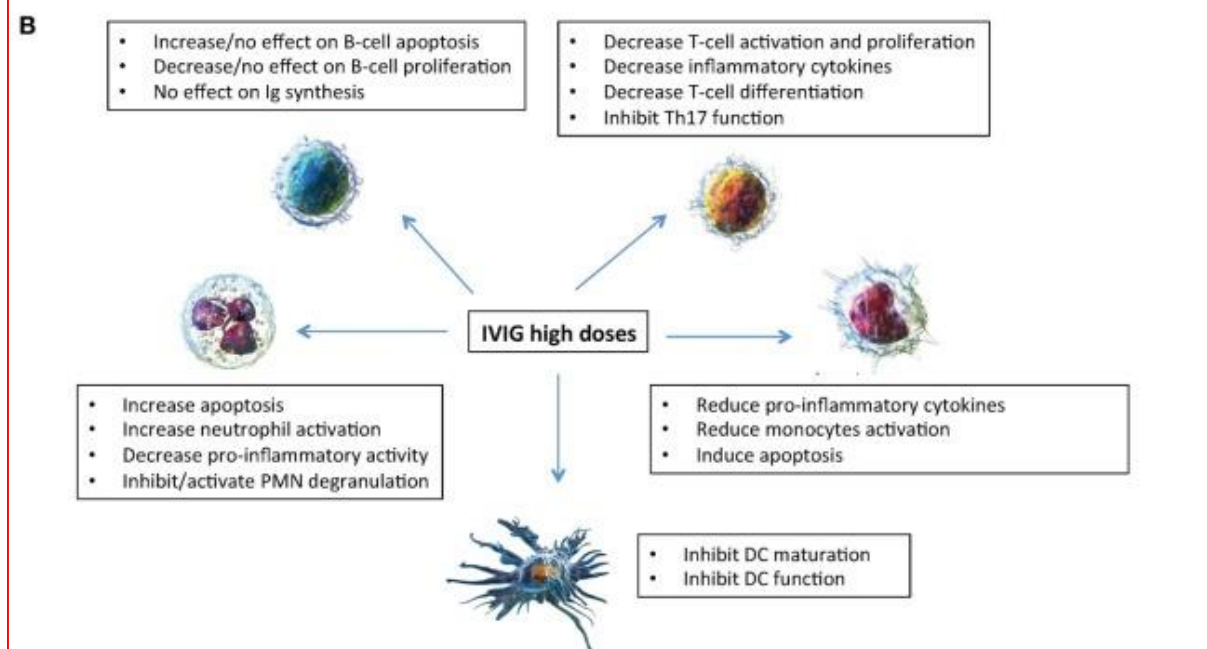 B
• Increase/no effect on B-cell apoptosis
• Decrease/no effect on B-cell proliferation
• No effect on Ig synthesis
• Decrease T-cell activation and proliferation
• Decrease inflammatory cytokines
• Decrease T-cell differentiation
• Inhibit Th17 function
IVIG high doses
• Increase apoptosis
• Increase neutrophil activation
• Decrease pro-inflammatory activity
• Inhibit/activate PMN degranulation
• Reduce pro-inflammatory cytokines
• Reduce monocytes activation
• Induce apoptosis
• Inhibit DC maturation
• Inhibit DC function